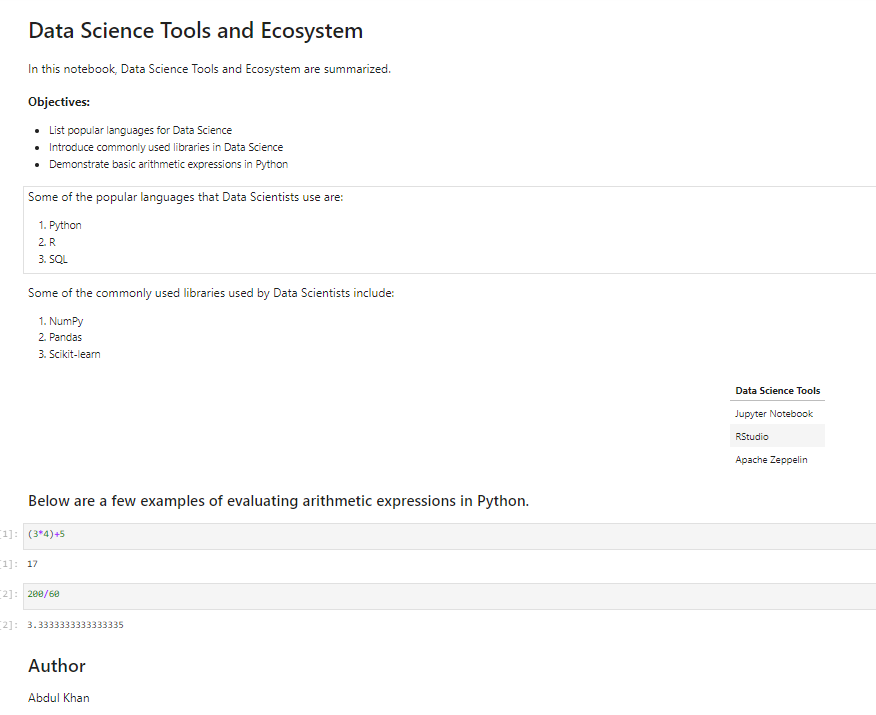 Data Science Tools and Ecosystem
In this notebook, Data Science Tools and Ecosystem are summarized.
Objectives:
• List popular languages for Data Science
• Introduce commonly used libraries in Data Science
• Demonstrate basic arithmetic expressions in Python
Some of the popular languages that Data Scientists use are:
1. Python
2. R
3. SQL
Some of the commonly used libraries used by Data Scientists include:
1. NumPy
2. Pandas
3. Scikit-learn
Data Science Tools
Jupyter Notebook
RStudio
Apache Zeppelin
Below are a few examples of evaluating arithmetic expressions in Python.
[1]: (3*4)+5
[1]: 17
[2]: 200/60
[2]: 3.3333333333333335
Author
Abdul Khan